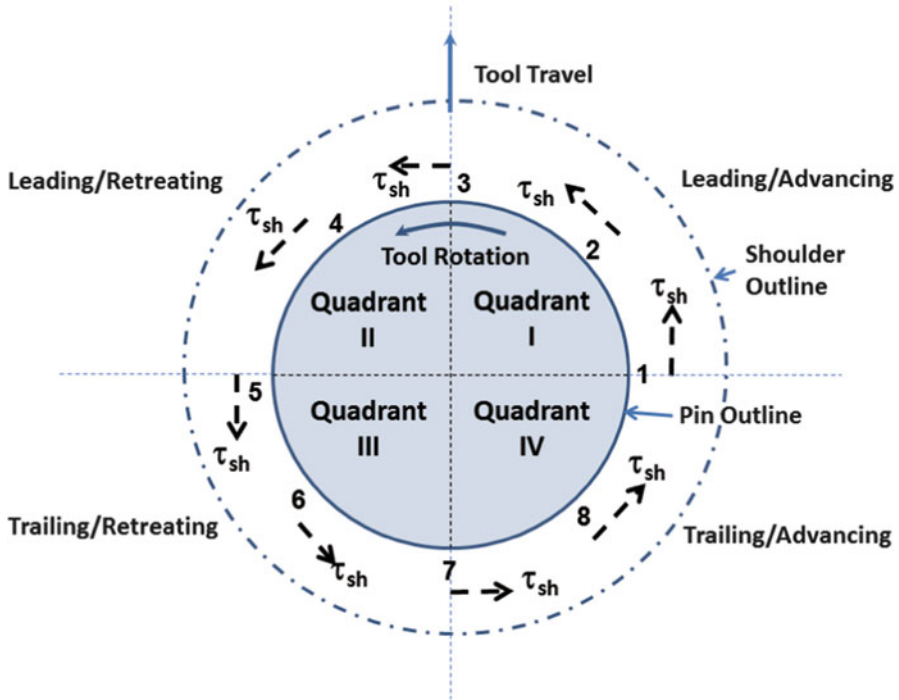 Tool Travel
Leading/Retreating
Leading/Advancing
τsh
3
τsh
τsh
4
2
Tool Rotation
Shoulder
Outline
Quadrant
II
Quadrant
I
τsh
1
5
Quadrant
III
Quadrant
IV
Pin Outline
τsh
τsh
6
8
Trailing/Retreating
Trailing/Advancing
τsh
7
τsh